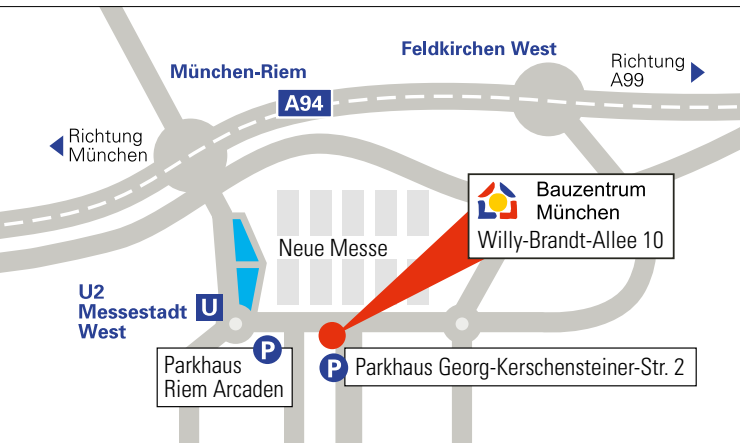 Feldkirchen West
Richtung
A99
München-Riem
A94
Richtung
München
Bauzentrum
München
Willy-Brandt-Allee 10
Neue Messe
U2
Messestadt
West
U
P
Parkhaus
Riem Arcaden
P
Parkhaus Georg-Kerschensteiner-Str. 2